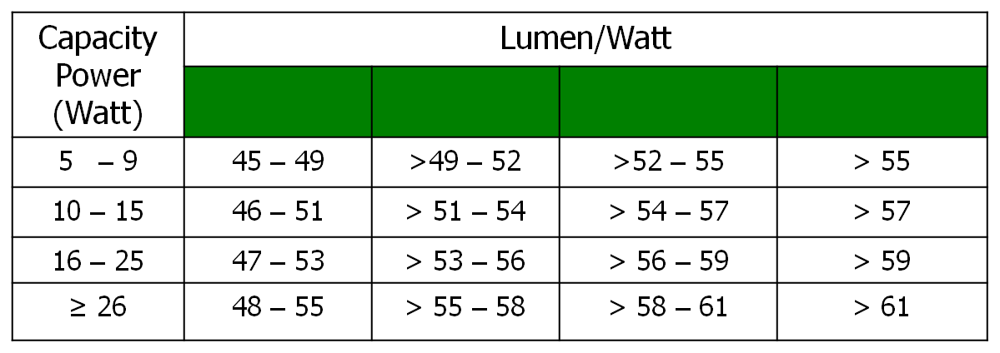 Capacity Power (Watt) Lumen/Watt
5 – 9 45 – 49 >49 – 52 >52 – 55 > 55
10 – 15 46 – 51 > 51 – 54 > 54 – 57 > 57
16 – 25 47 – 53 > 53 – 56 > 56 – 59 > 59
≥ 26 48 – 55 > 55 – 58 > 58 – 61 > 61